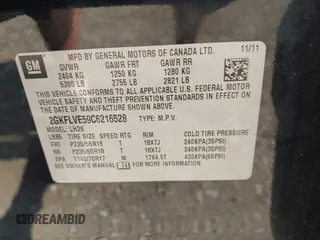 GM
MFD BY GENERAL MOTORS OF CANADA LTD. 11/11
GVWR GAWR FRT GAWR RR
2404 KG 1250 KG 1280 KG
5300 LB 2755 LB 2821 LB
THIS VEHICLE CONFORMS TO ALL APPLICABLE U.S. FEDERAL MOTOR
VEHICLE SAFETY, AND THEFT PREVENTION STANDARDS IN
EFFECT ON THE DATE OF MANUFACTURE SHOWN ABOVE.
2GKFLVE59C6216528 TYPE: M.P.V.
MODEL: LH26
TIRE SIZE SPEED RTG RIM COLD TIRE PRESSURE
FRT P235/55R18 T 18X7J 240KPA(35PSI)
RR P235/55R18 T 18X7J 240KPA(35PSI)
SPA T145/70R17 M 17X4.5T 420KPA(60PSI)
SEE OWNER'S MANUAL FOR MORE INFORMATION.